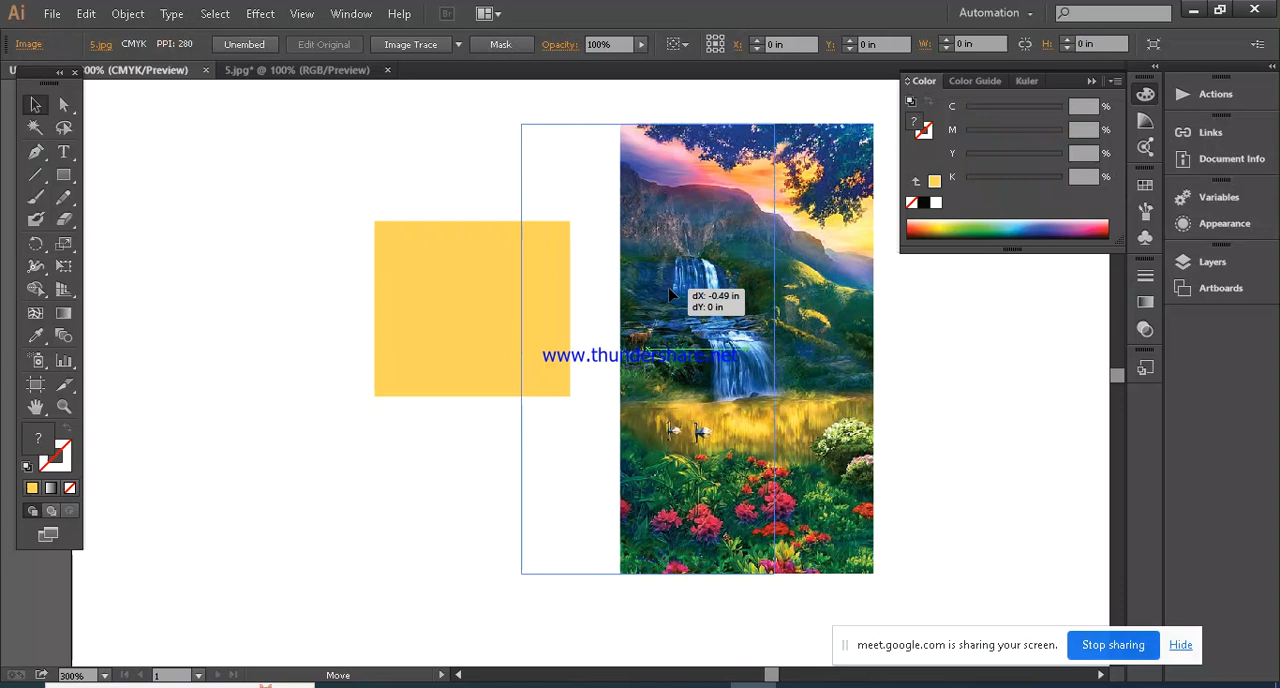 Ai File Edit Object Type Select Effect View Window Help Br Automation
Image 5.jpg CMYK PPI: 280 Unembed Edit Original Image Trace Mask Opacity: 100% X: 0 in Y: 0 in W: 0 in H: 0 in
00% (CMYK/Preview) × 5.jpg* @ 100% (RGB/Preview) ×
Color Color Guide Kuler
C %
M %
Y %
K %
?
Actions
Links
Document Info
Variables
Appearance
Layers
Artboards
dX: -0.49 in
dY: 0 in
www.thundershare.net
?
meet.google.com is sharing your screen. Stop sharing Hide
300% 1 Move